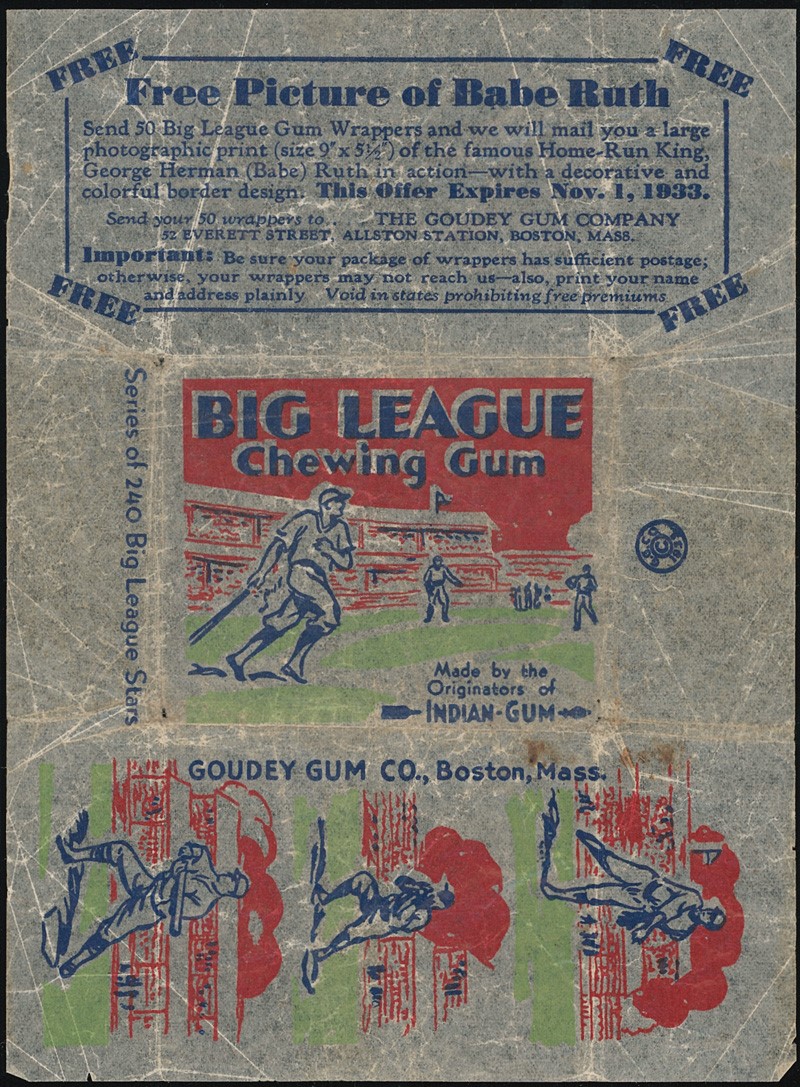 FREE
FREE
Free Picture of Babe Ruth
Send 50 Big League Gum Wrappers and we will mail you a large
photographic print (size 9" x 5½") of the famous Home-Run King,
George Herman (Babe) Ruth in action—with a decorative and
colorful border design. This Offer Expires Nov. 1, 1933.
Send your 50 wrappers to.... THE GOUDEY GUM COMPANY
52 EVERETT STREET, ALLSTON STATION, BOSTON, MASS.
Important: Be sure your package of wrappers has sufficient postage;
otherwise, your wrappers may not reach us—also, print your name
and address plainly Void in states prohibiting free premiums
FREE
FREE
Series of 240 Big League Stars
BIG LEAGUE
Chewing Gum
Made by the
Originators of
INDIAN-GUM
GOUDEY GUM CO., Boston, Mass.